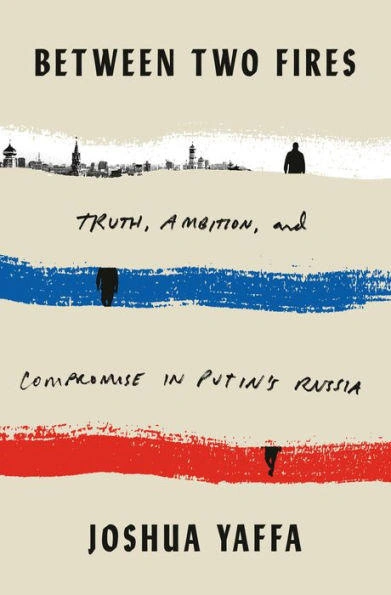 BETWEEN TWO FIRES
TRUTH, AMBITION, and
COMPROMISE IN PUTIN'S RUSSIA
JOSHUA YAFFA